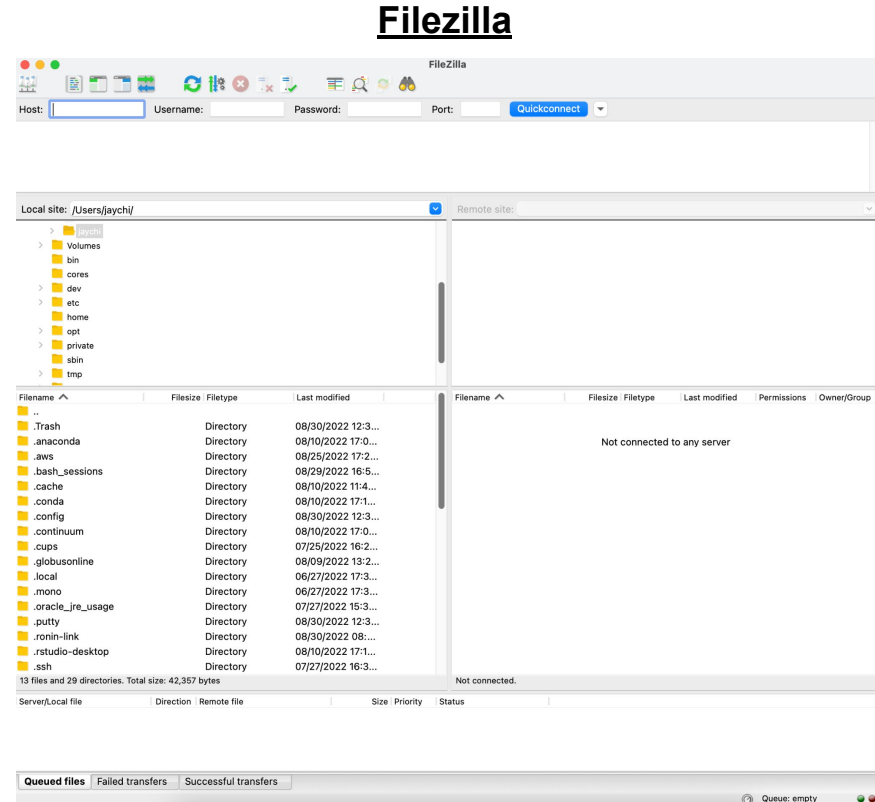 Filezilla
FileZilla
Host: Username: Password: Port: Quickconnect
Local site: /Users/jaychi/ Remote site:
jaychi
Volumes
bin
cores
dev
etc
home
opt
private
sbin
tmp
Filename Filesize Filetype Last modified Filename Filesize Filetype Last modified Permissions Owner/Group
..
.Trash Directory 08/30/2022 12:3...
Not connected to any server
.anaconda Directory 08/10/2022 17:0...
.aws Directory 08/25/2022 17:2...
.bash_sessions Directory 08/29/2022 16:5...
.cache Directory 08/10/2022 11:4...
.conda Directory 08/10/2022 17:1...
.config Directory 08/30/2022 12:3...
.continuum Directory 08/10/2022 17:0...
.cups Directory 07/25/2022 16:2...
.globusonline Directory 08/09/2022 13:2...
.local Directory 06/27/2022 17:3...
.mono Directory 06/27/2022 17:3...
.oracle_jre_usage Directory 07/27/2022 15:3...
.putty Directory 08/30/2022 12:3...
.ronin-link Directory 08/30/2022 08:...
.rstudio-desktop Directory 08/10/2022 17:1...
.ssh Directory 07/27/2022 16:3...
13 files and 29 directories. Total size: 42,357 bytes Not connected.
Server/Local file Direction Remote file Size Priority Status
Queued files Failed transfers Successful transfers
Queue: empty